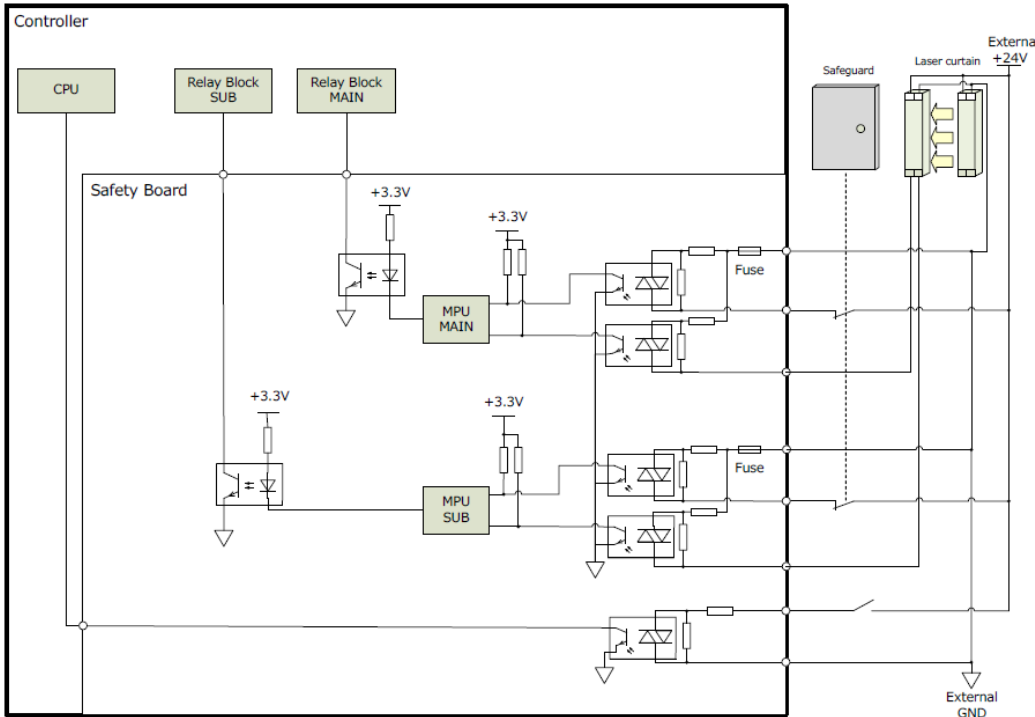 Controller
External
+24V
Laser curtain
Safeguard
CPU
Relay Block
SUB
Relay Block
MAIN
Safety Board
+3.3V
+3.3V
Fuse
MPU
MAIN
+3.3V
+3.3V
Fuse
MPU
SUB
External
GND